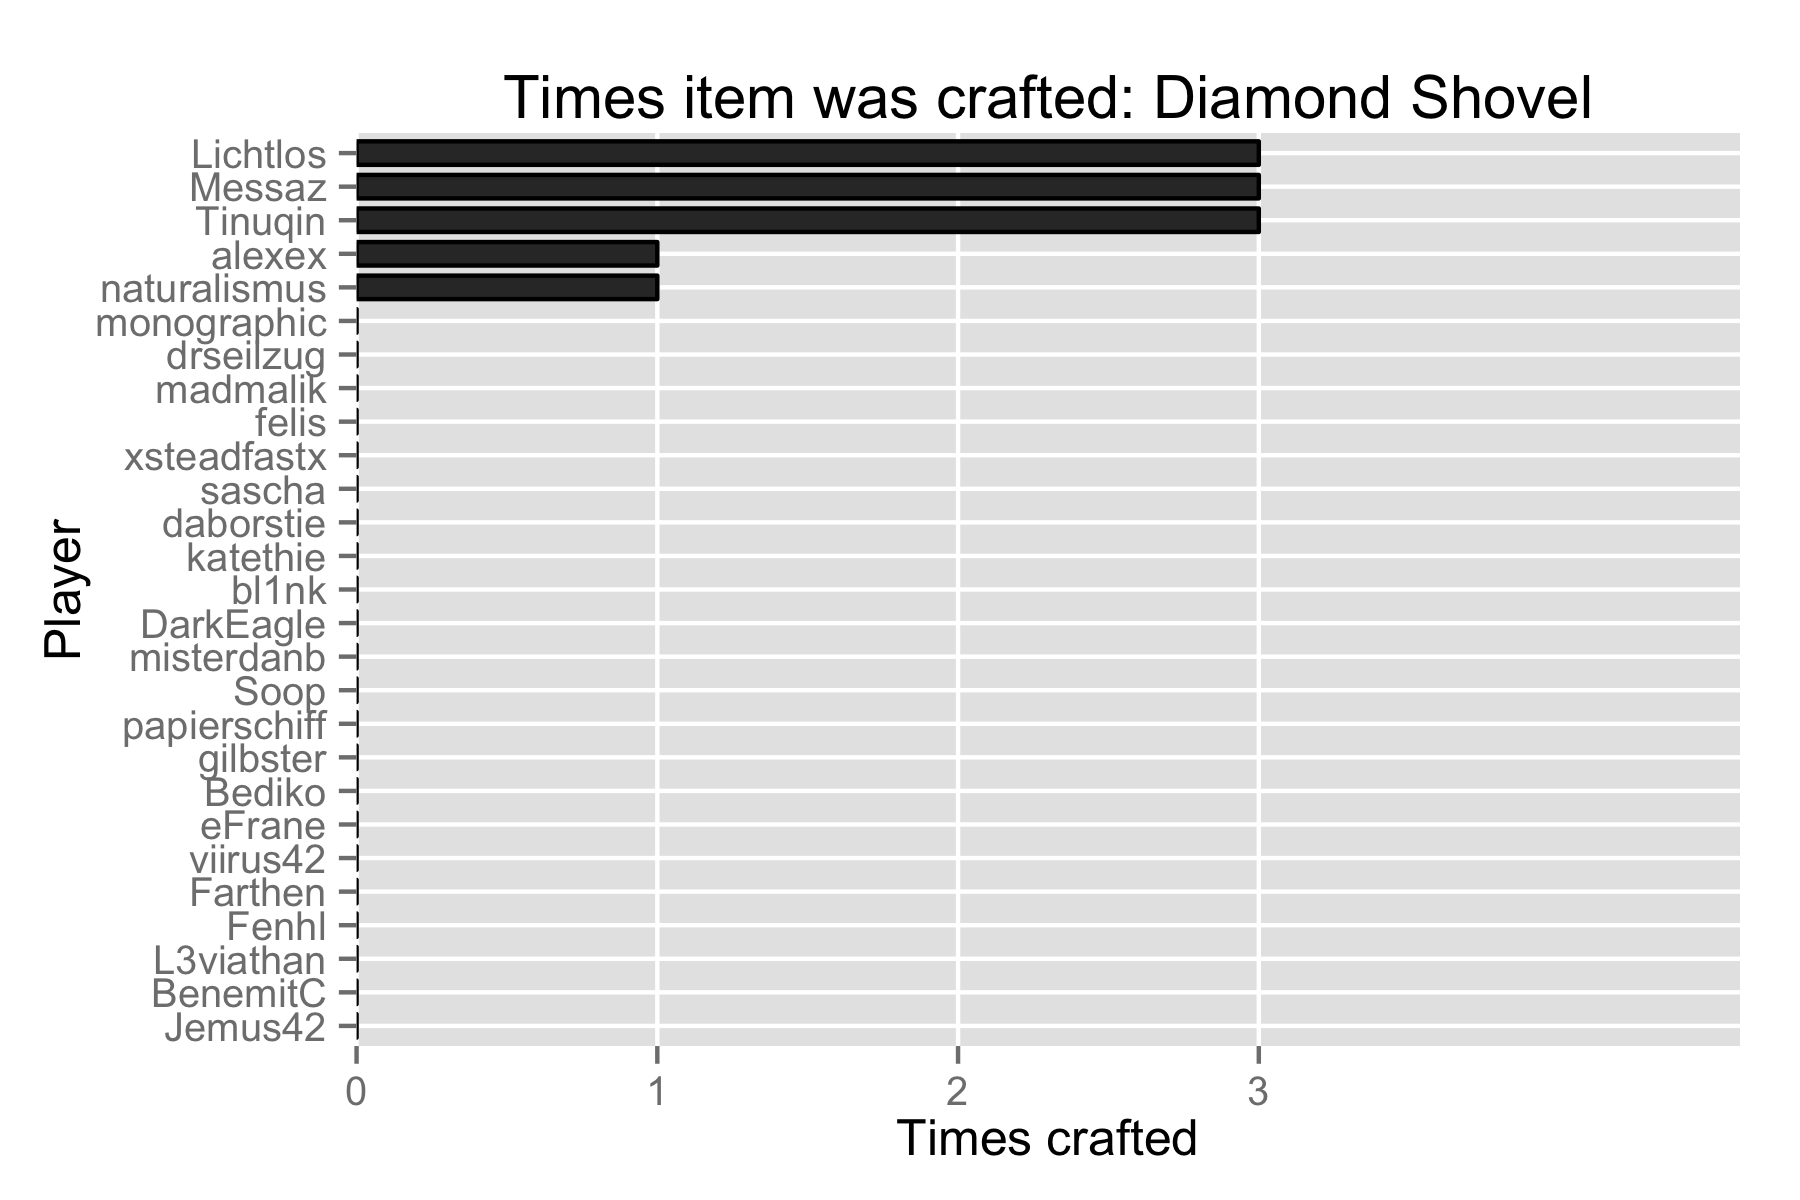 Times item was crafted: Diamond Shovel
Lichtlos
Messaz
Tinuqin
alexex
naturalismus
monographic
drseilzug
madmalik
felis
xsteadfastx
sascha
daborstie
katethie
bl1nk
DarkEagle
misterdanb
Soop
papierschiff
gilbster
Bediko
eFrane
viirus42
Farthen
Fenhl
L3viathan
BenemitC
Jemus42
Player
0 1 2 3
Times crafted